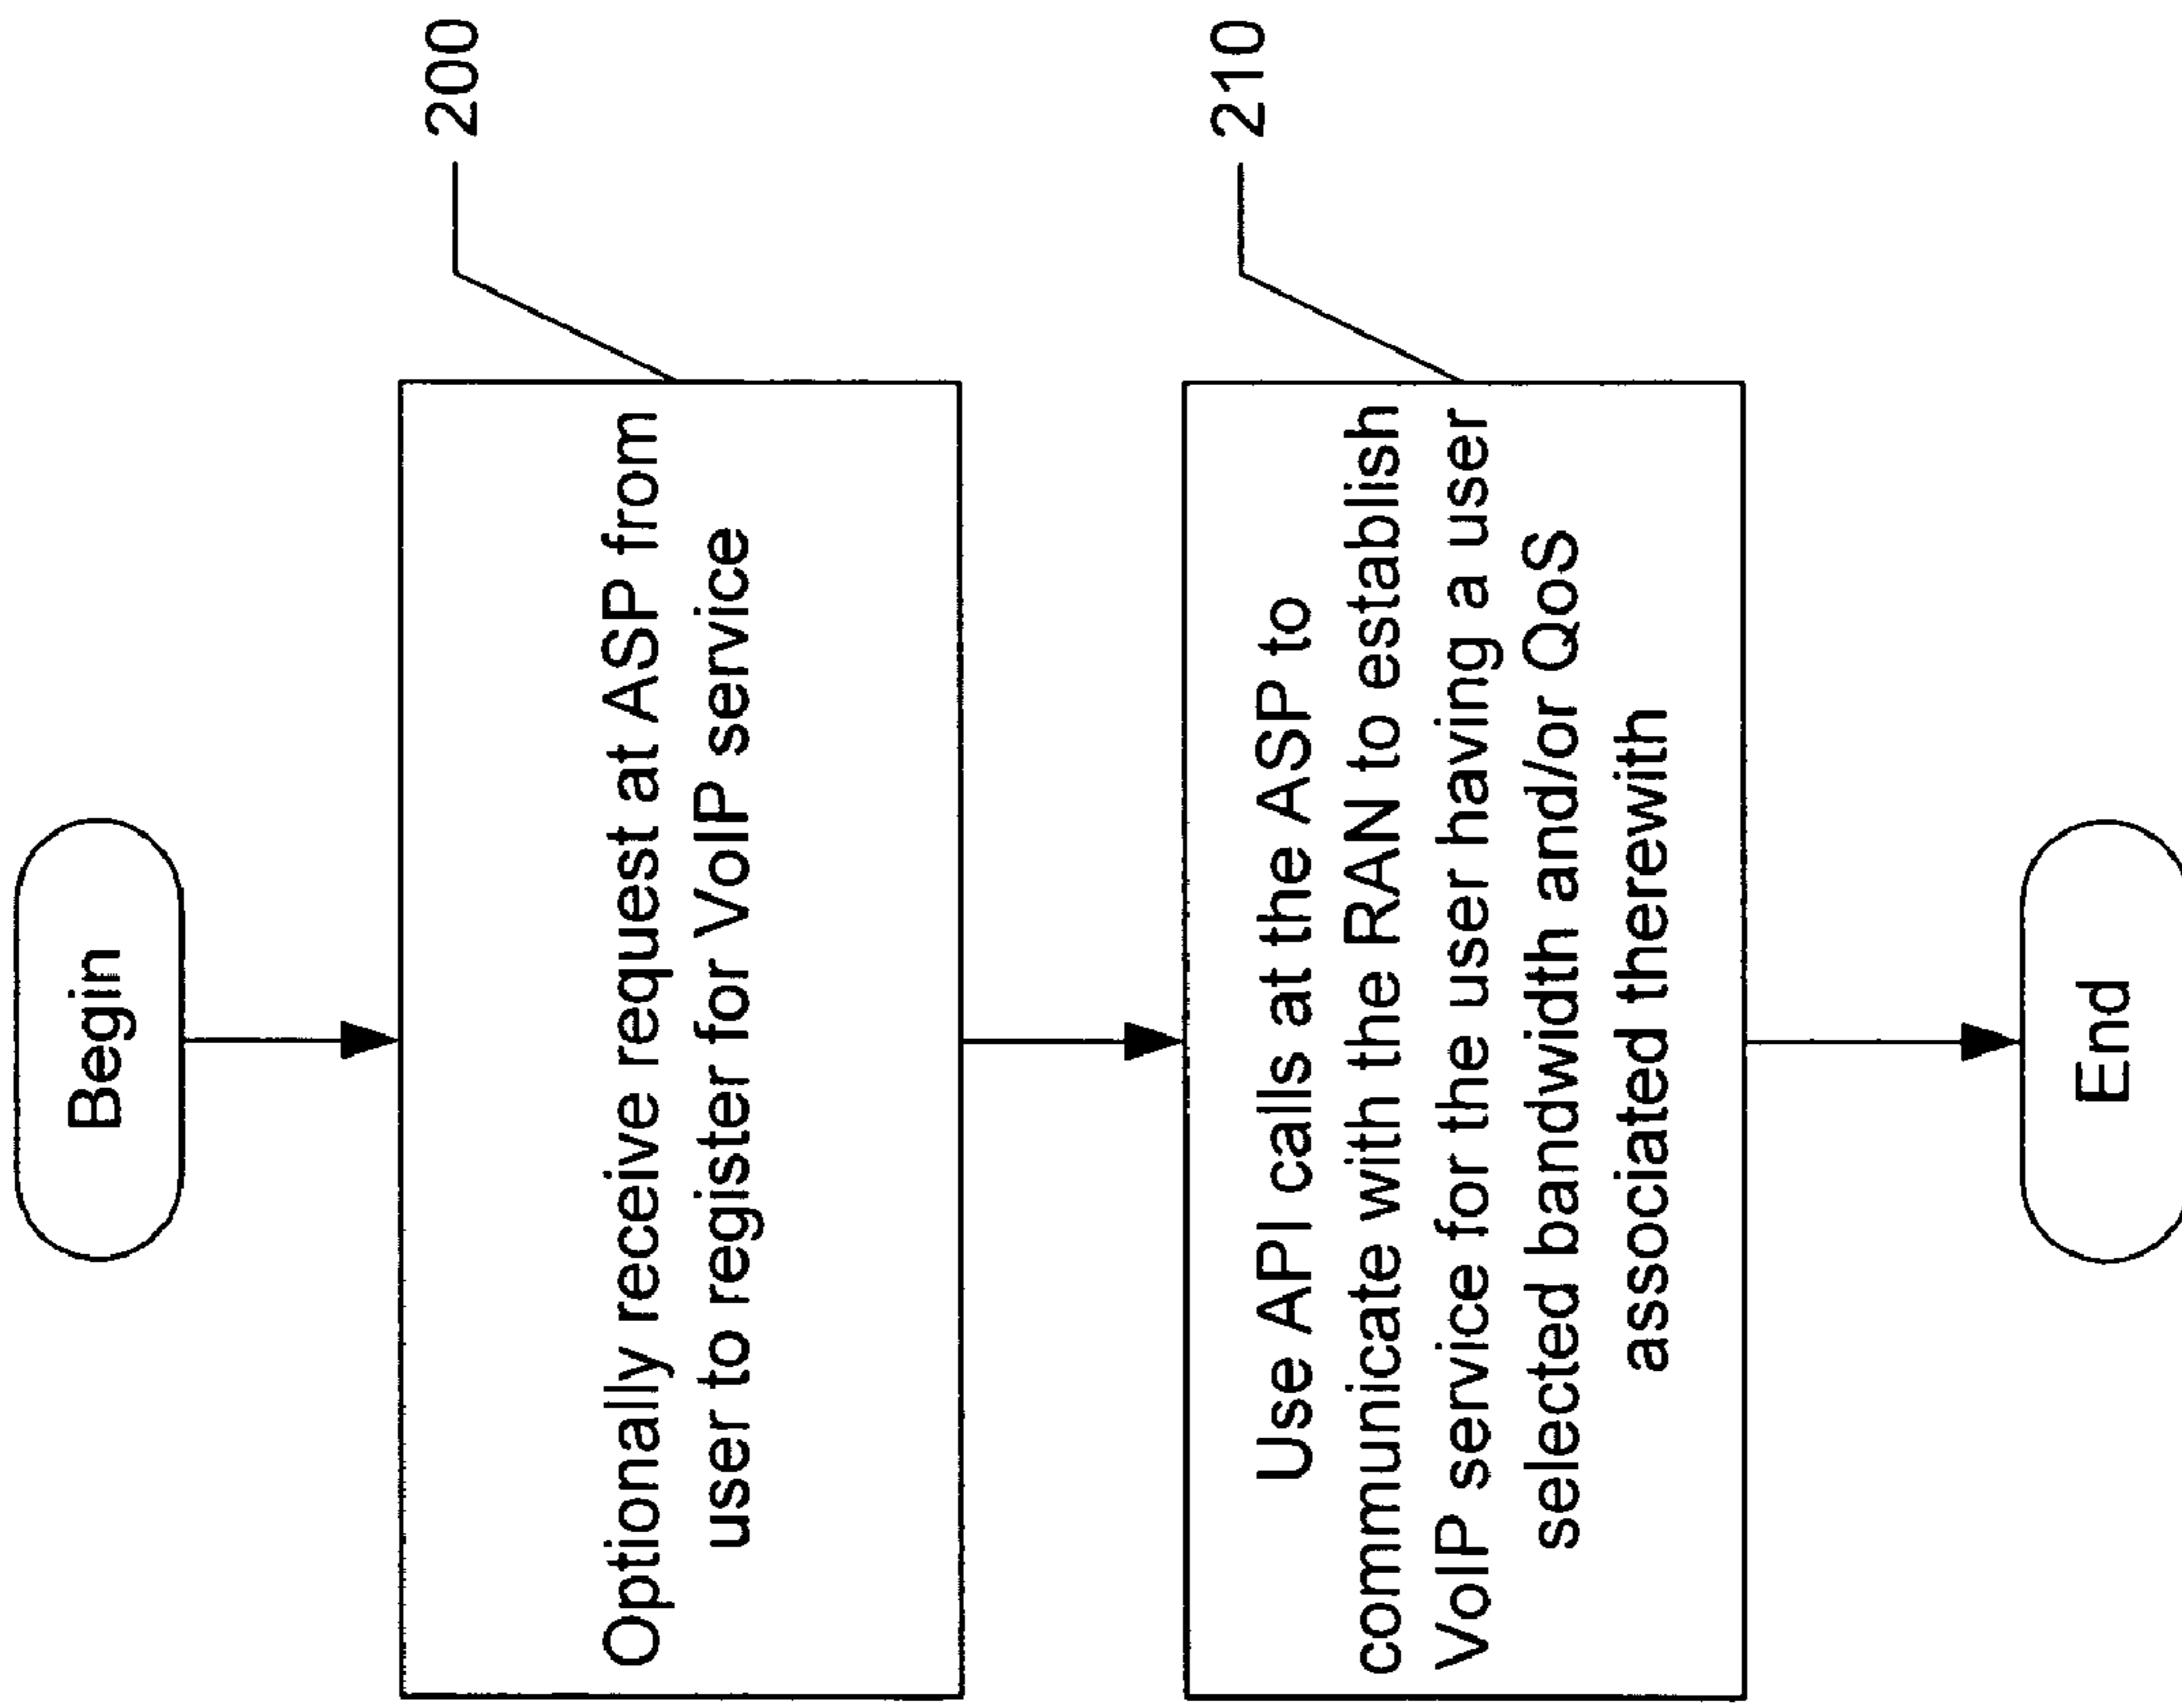 Begin
200
Optionally receive request at ASP from
user to register for VoIP service
210
Use API calls at the ASP to
communicate with the RAN to establish
VoIP service for the user having a user
selected bandwidth and/or QoS
associated therewith
End